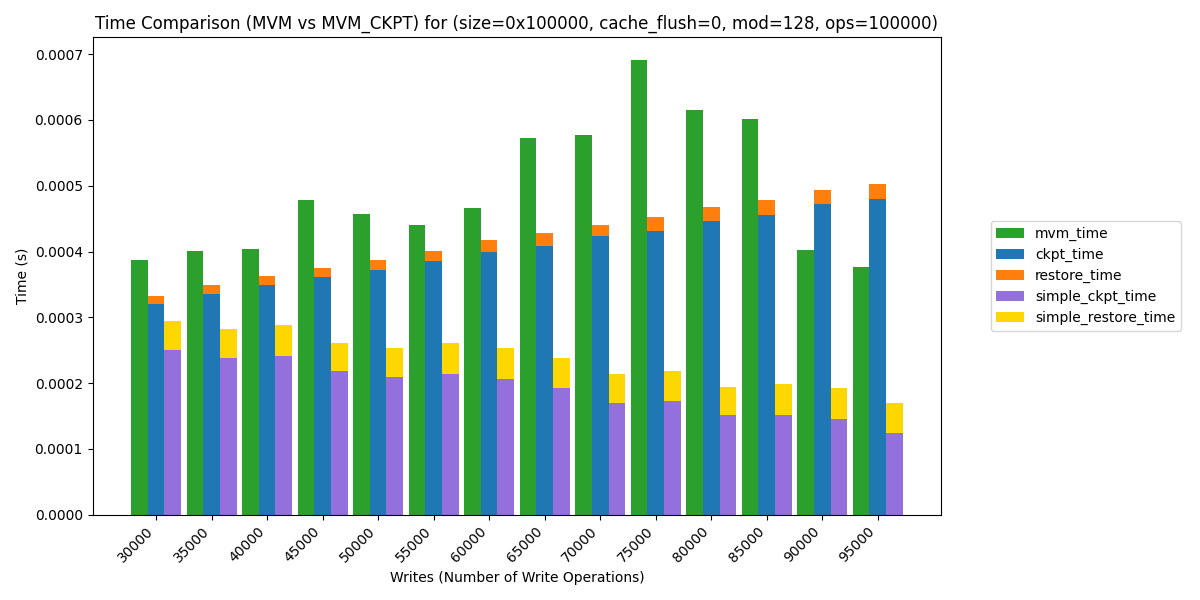 Time Comparison (MVM vs MVM_CKPT) for (size=0x100000, cache_flush=0, mod=128, ops=100000)
Time (s)
0.0007
0.0006
0.0005
0.0004
0.0003
0.0002
0.0001
0.0000
30000
35000
40000
45000
50000
55000
60000
65000
70000
75000
80000
85000
90000
95000
Writes (Number of Write Operations)
mvm_time
ckpt_time
restore_time
simple_ckpt_time
simple_restore_time